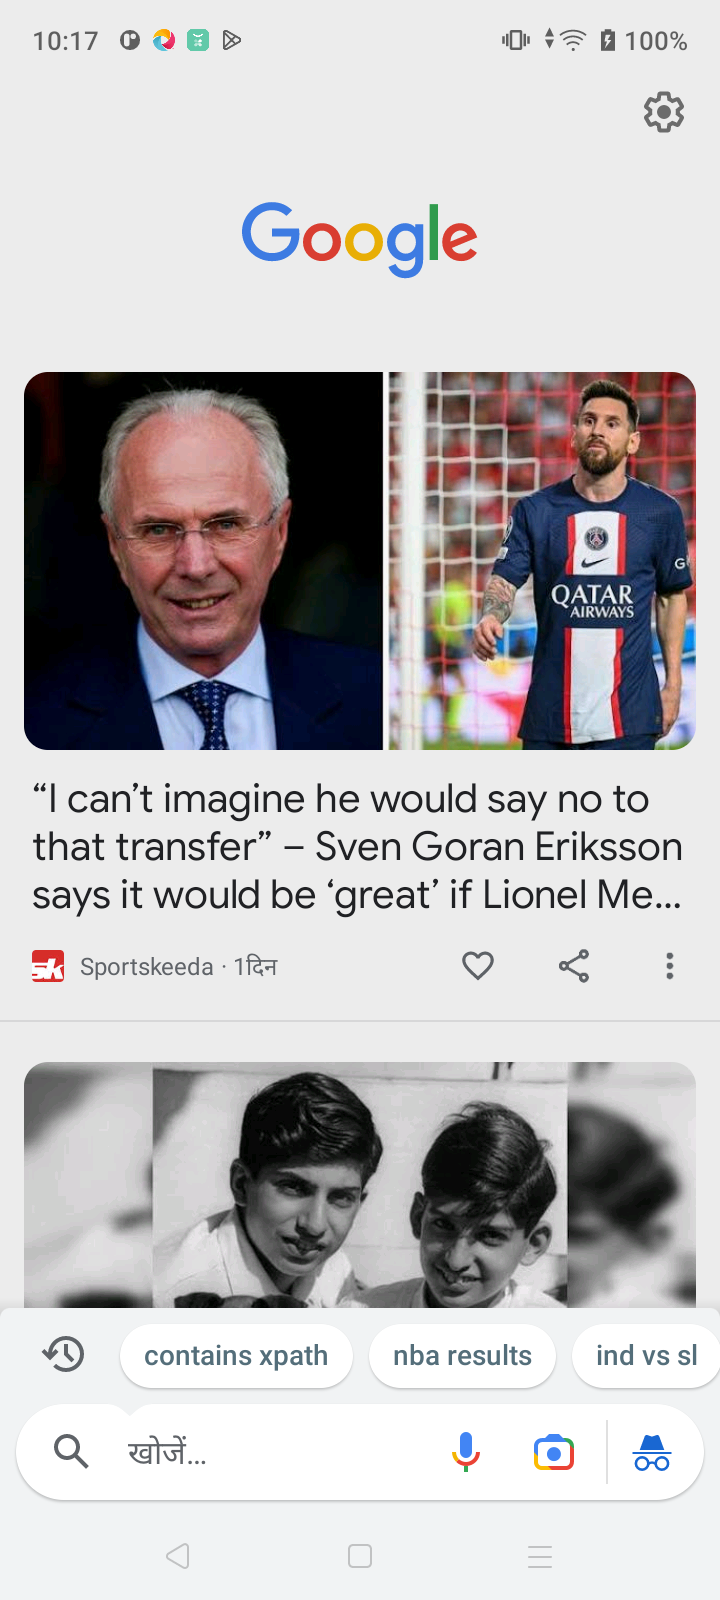 10:17
100%
Google
QATAR
AIRWAYS
“I can’t imagine he would say no to
that transfer” – Sven Goran Eriksson
says it would be ‘great’ if Lionel Me...
sk Sportskeeda · 1दिन
contains xpath
nba results
ind vs sl
खोजें...